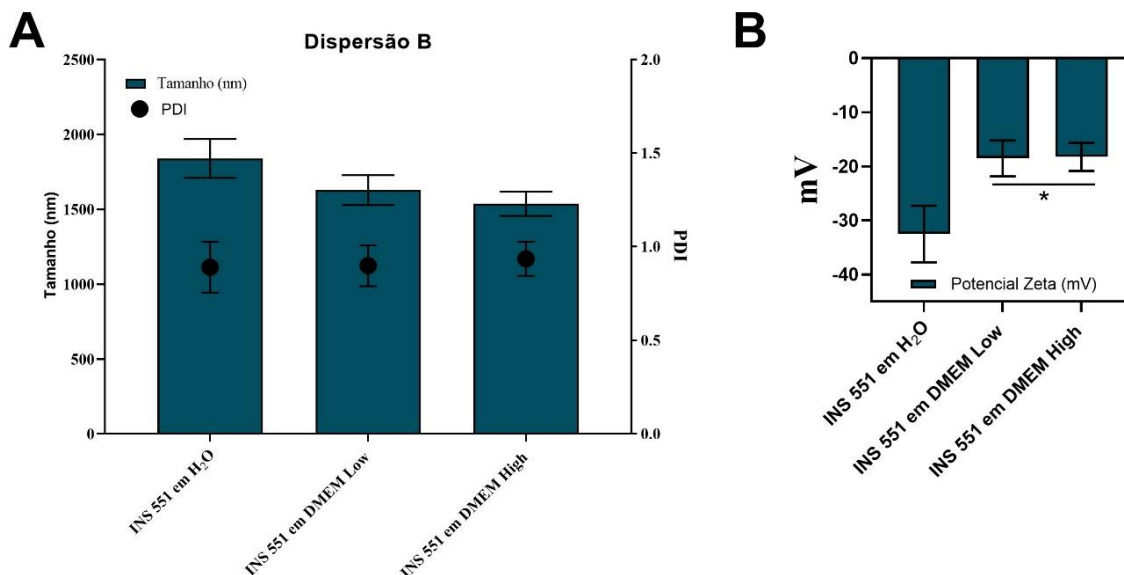 A
Dispersão B
Tamanho (nm)
PDI
2500
2000
1500
1000
500
0
Tamanho (nm)
2.0
1.5
1.0
0.5
0.0
PDI
INS 551 em H₂O
INS 551 em DMEM Low
INS 551 em DMEM High
B
0
-10
-20
-30
-40
mV
*
Potencial Zeta (mV)
INS 551 em H₂O
INS 551 em DMEM Low
INS 551 em DMEM High